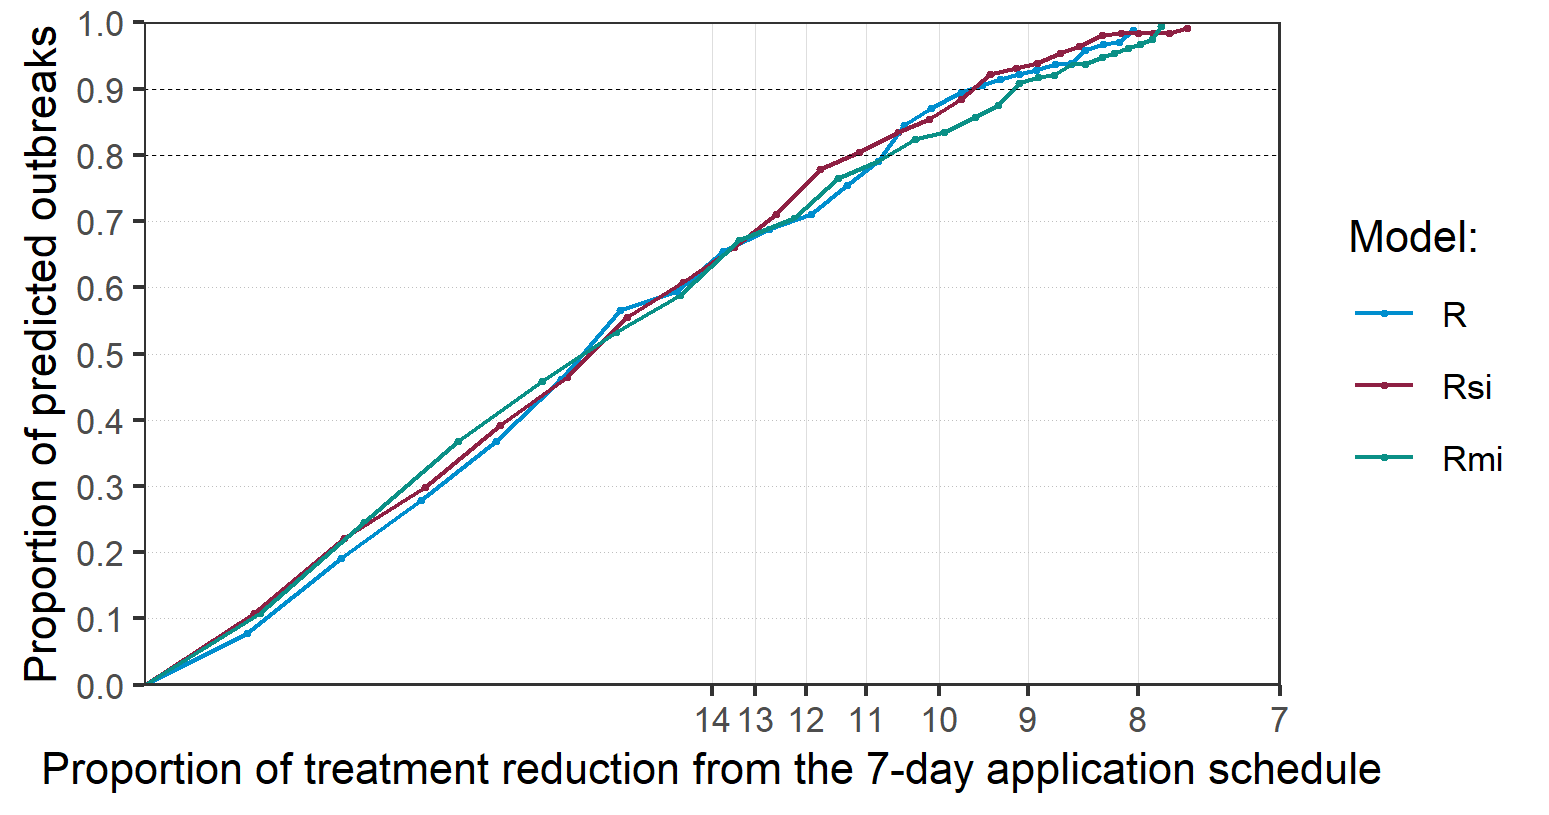 Proportion of predicted outbreaks
1.0
0.9
0.8
0.7
0.6
0.5
0.4
0.3
0.2
0.1
0.0
14 13 12 11 10 9 8 7
Proportion of treatment reduction from the 7-day application schedule
Model:
R
Rsi
Rmi